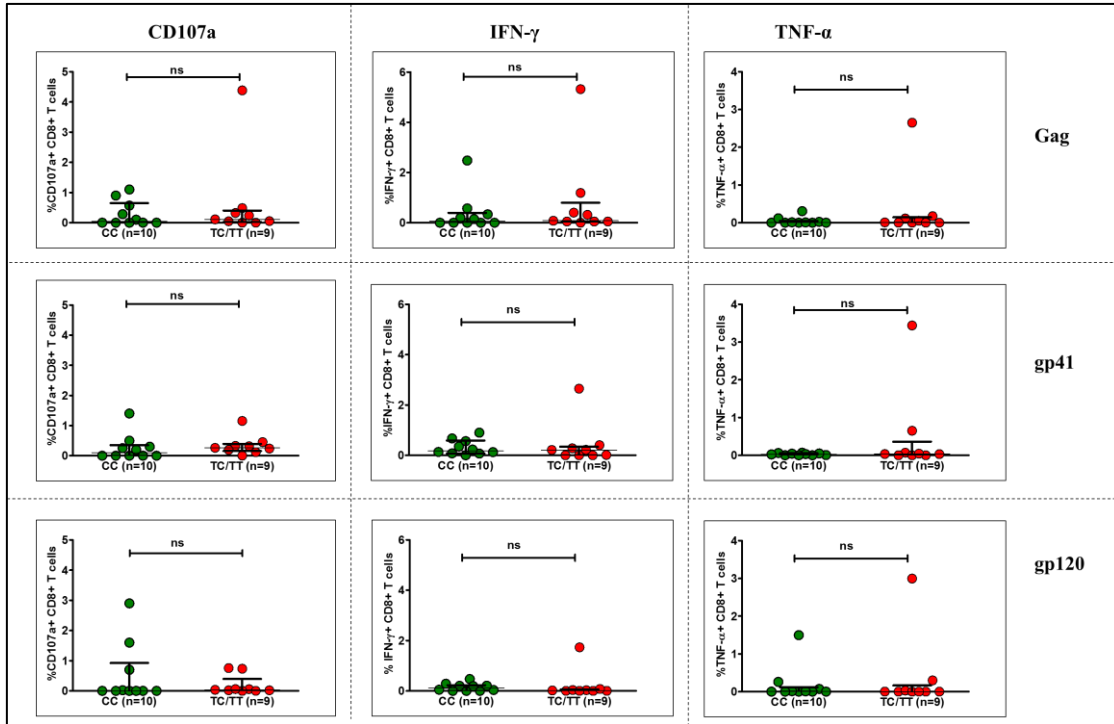 CD107a IFN-γ TNF-α
ns
%CD107a+ CD8+ T cells
5
4
3
2
1
0
CC (n=10) TC/TT (n=9)
ns
%IFN-γ+ CD8+ T cells
6
4
2
0
CC (n=10) TC/TT (n=9)
ns
%TNF-α+ CD8+ T cells
4
3
2
1
0
CC (n=10) TC/TT (n=9)
Gag
ns
%CD107a+ CD8+ T cells
5
4
3
2
1
0
CC (n=10) TC/TT (n=9)
ns
%IFN-γ+ CD8+ T cells
6
4
2
0
CC (n=10) TC/TT (n=9)
ns
%TNF-α+ CD8+ T cells
4
3
2
1
0
CC (n=10) TC/TT (n=9)
gp41
ns
%CD107a+ CD8+ T cells
5
4
3
2
1
0
CC (n=10) TC/TT (n=9)
ns
% IFN-γ+ CD8+ T cells
6
4
2
0
CC (n=10) TC/TT (n=9)
ns
%TNF-α+ CD8+ T cells
4
3
2
1
0
CC (n=10) TC/TT (n=9)
gp120